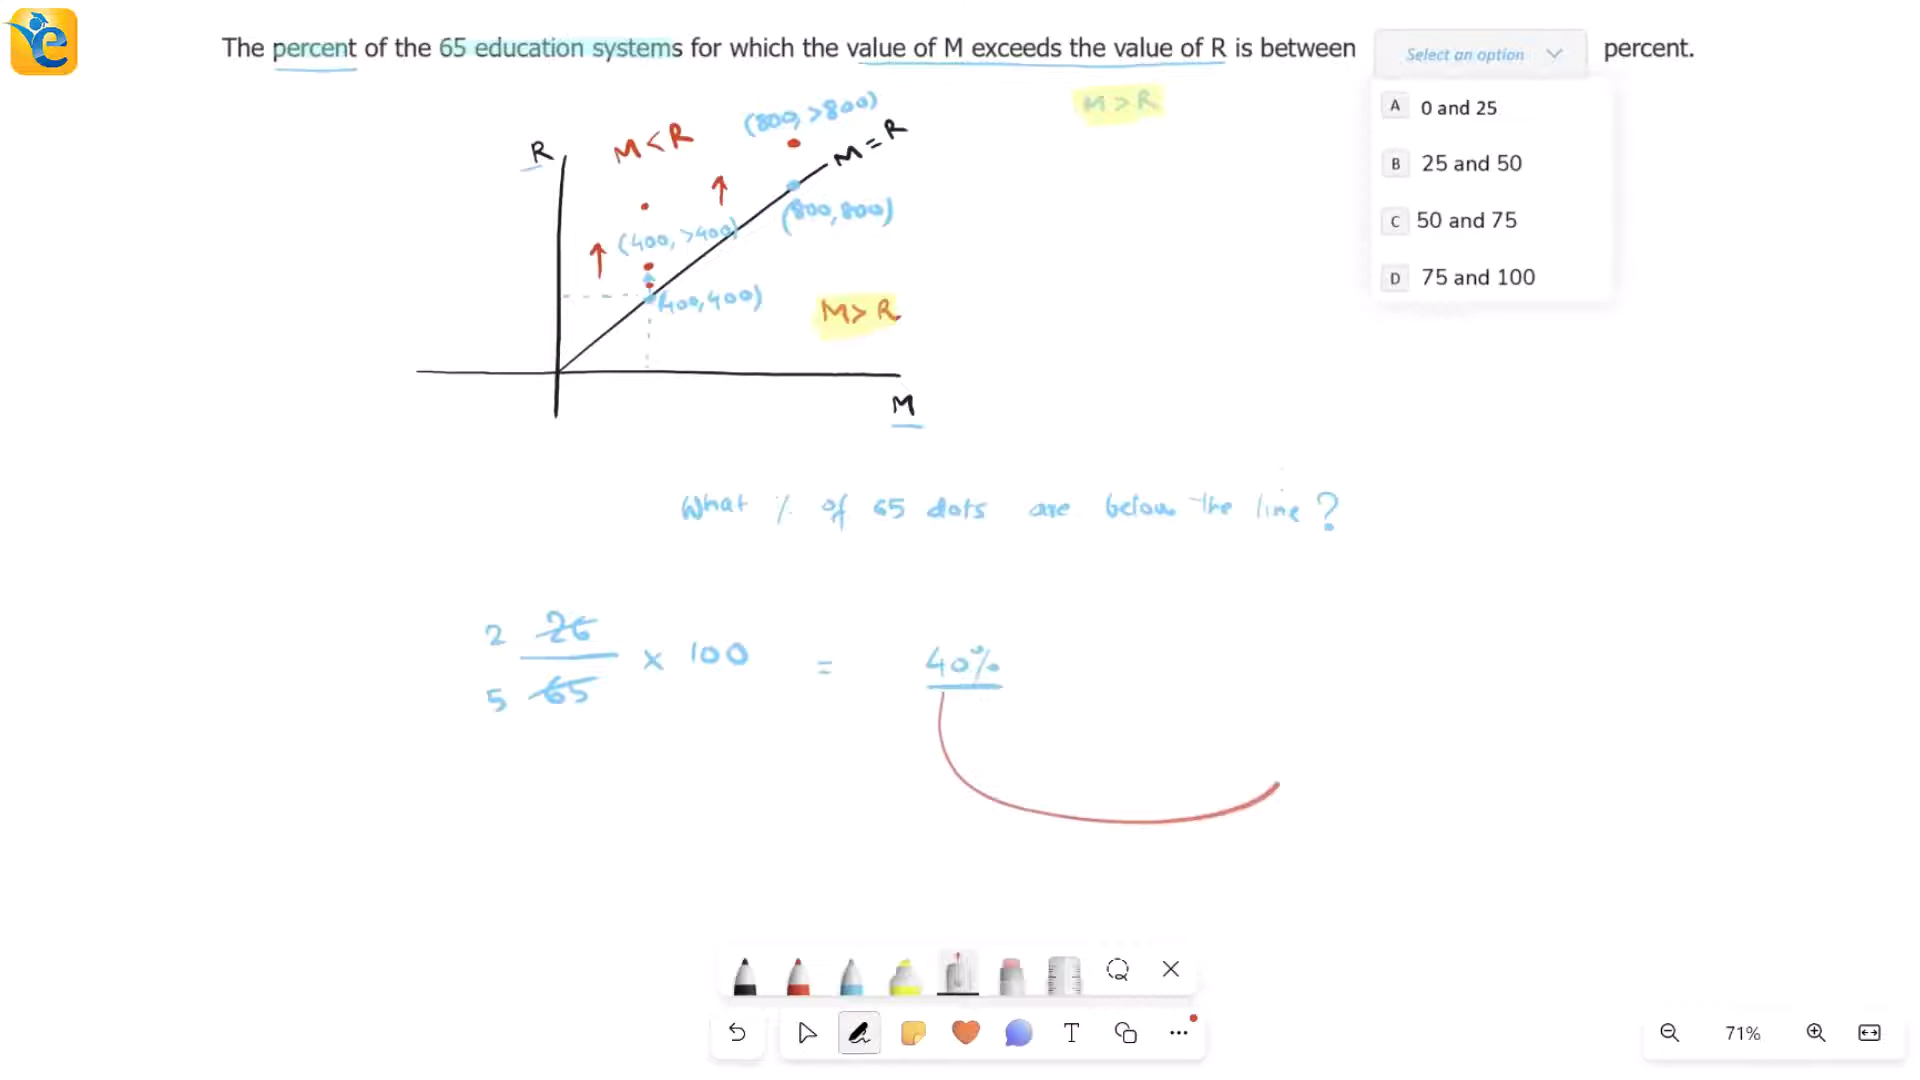 The percent of the 65 education systems for which the value of M exceeds the value of R is between Select an option percent.
A 0 and 25
B 25 and 50
C 50 and 75
D 75 and 100
M > R
(800, >800)
M < R
M = R
R
(800, 800)
(400, >400)
(400, 400)
M > R
M
What % of 65 dots are below the line?
2 26
5 65
× 100 = 40%
T
71%